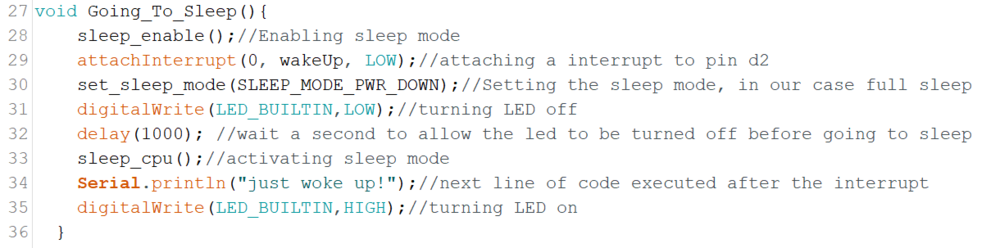 27 void Going_To_Sleep(){
28     sleep_enable();//Enabling sleep mode
29     attachInterrupt(0, wakeUp, LOW);//attaching a interrupt to pin d2
30     set_sleep_mode(SLEEP_MODE_PWR_DOWN);//Setting the sleep mode, in our case full sleep
31     digitalWrite(LED_BUILTIN,LOW);//turning LED off
32     delay(1000); //wait a second to allow the led to be turned off before going to sleep
33     sleep_cpu();//activating sleep mode
34     Serial.println("just woke up!");//next line of code executed after the interrupt
35     digitalWrite(LED_BUILTIN,HIGH);//turning LED on
36   }